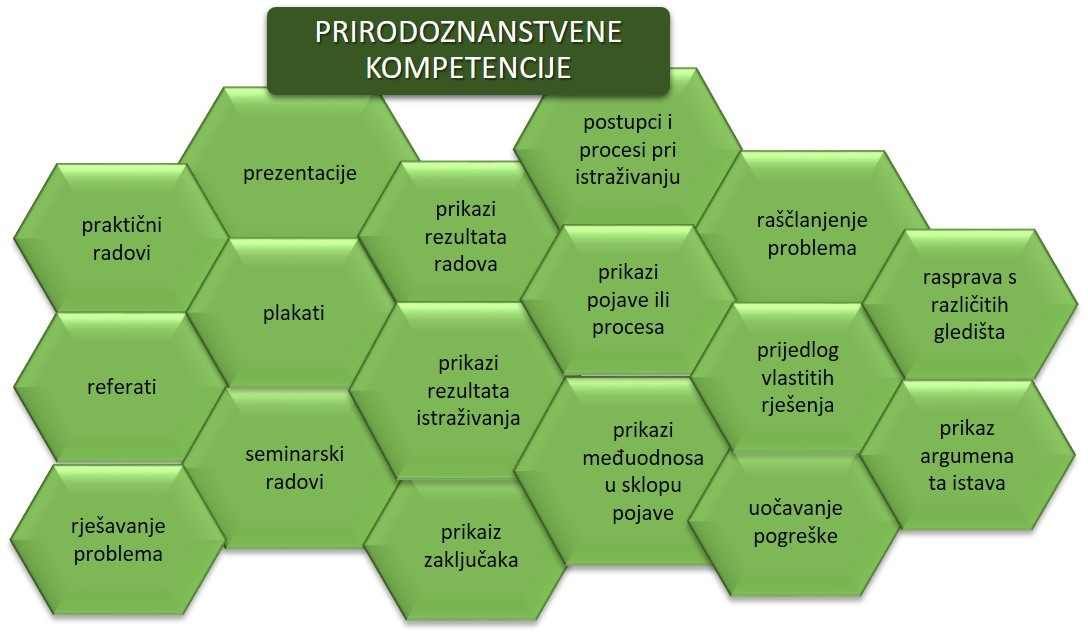 PRIRODOZNANSTVENE
KOMPETENCIJE
praktični
radovi
referati
rješavanje
problema
prezentacije
plakati
seminarski
radovi
prikazi
rezultata
radova
prikazi
rezultata
istraživanja
prikaiz
zaključaka
postupci i
procesi pri
istraživanju
prikazi
pojave ili
procesa
prikazi
međuodnosa
u sklopu
pojave
raščlanjenje
problema
prijedlog
vlastitih
rješenja
uočavanje
pogreške
rasprava s
različitih
gledišta
prikaz
argumena
ta istava